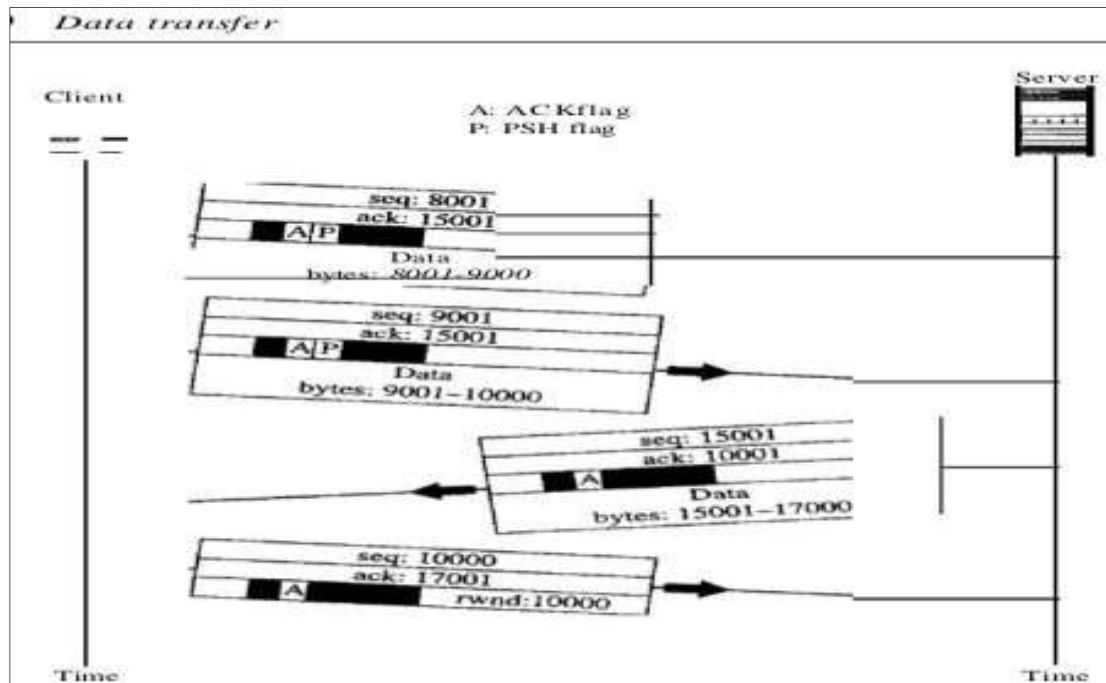 Data transfer
Client
Server
A: ACKflag
P: PSH flag
seq: 8001
ack: 15001
A P
Data
bytes: 8001-9000
seq: 9001
ack: 15001
A P
Data
bytes: 9001–10000
seq: 15001
ack: 10001
A
Data
bytes: 15001–17000
seq: 10000
ack: 17001
A
rwnd:10000
Time
Time